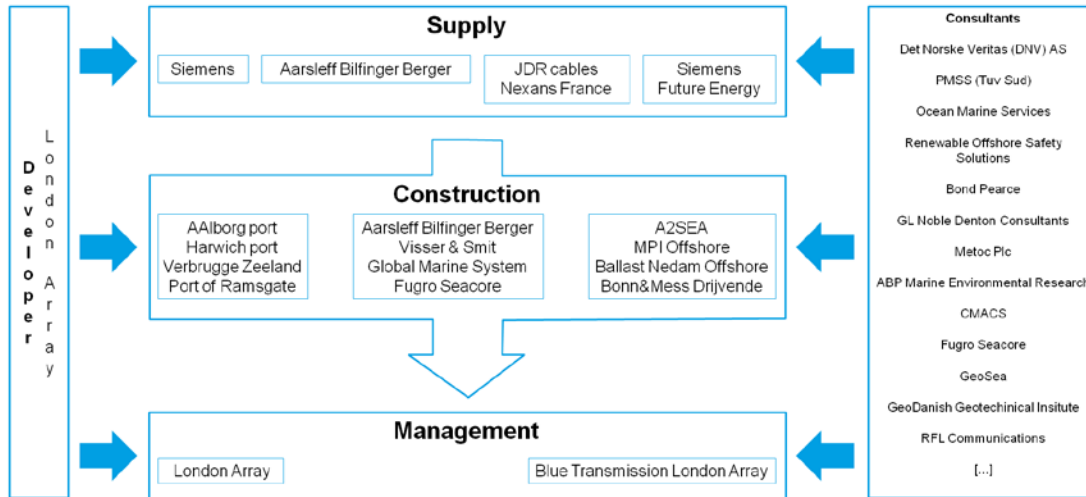 Developer
London Array
Supply
Siemens
Aarsleff Bilfinger Berger
JDR cables
Nexans France
Siemens
Future Energy
Construction
AAlborg port
Harwich port
Verbrugge Zeeland
Port of Ramsgate
Aarsleff Bilfinger Berger
Visser & Smit
Global Marine System
Fugro Seacore
A2SEA
MPI Offshore
Ballast Nedam Offshore
Bonn&Mess Drijvende
Management
London Array
Blue Transmission London Array
Consultants
Det Norske Veritas (DNV) AS
PMSS (Tuv Sud)
Ocean Marine Services
Renewable Offshore Safety
Solutions
Bond Pearce
GL Noble Denton Consultants
Metoc Plc
ABP Marine Environmental Research
CMACS
Fugro Seacore
GeoSea
GeoDanish Geotechinical Insitute
RFL Communications
[...]